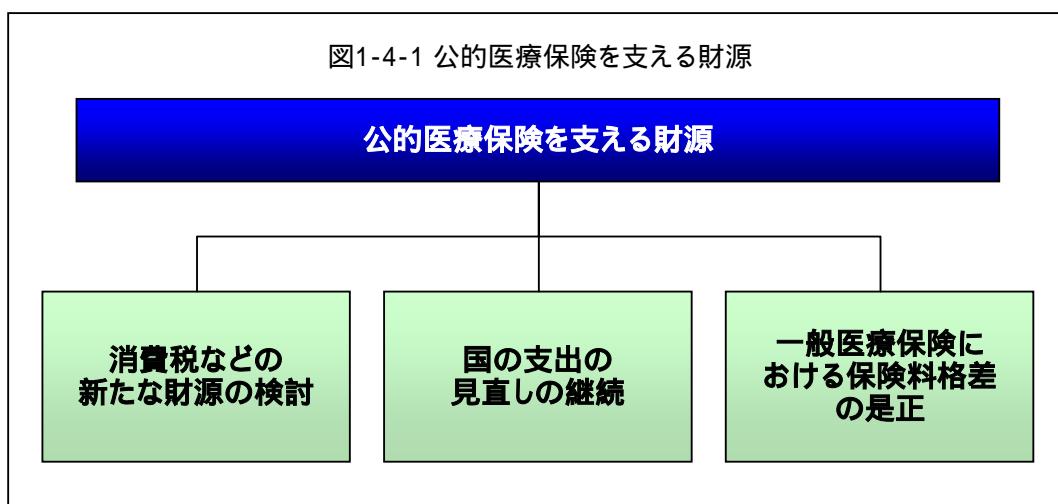 図1-4-1 公的医療保険を支える財源
公的医療保険を支える財源
消費税などの
新たな財源の検討
国の支出の
見直しの継続
一般医療保険に
おける保険料格差
の是正